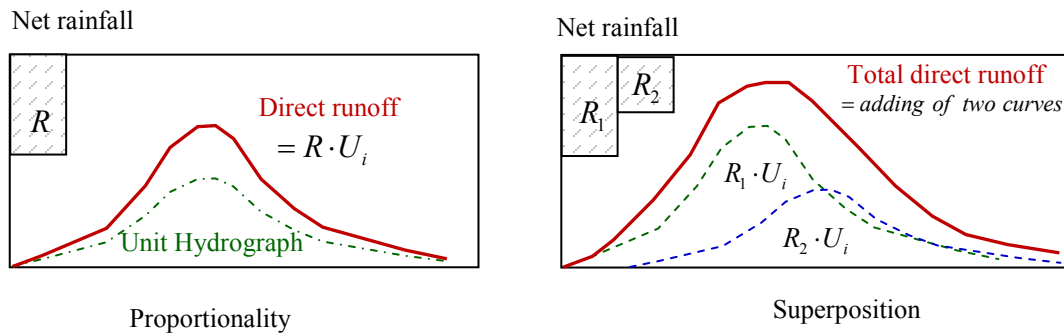 Net rainfall
R
Direct runoff
= R · U_i
Unit Hydrograph
Proportionality
Net rainfall
R_1
R_2
Total direct runoff
= adding of two curves
R_1 · U_i
R_2 · U_i
Superposition